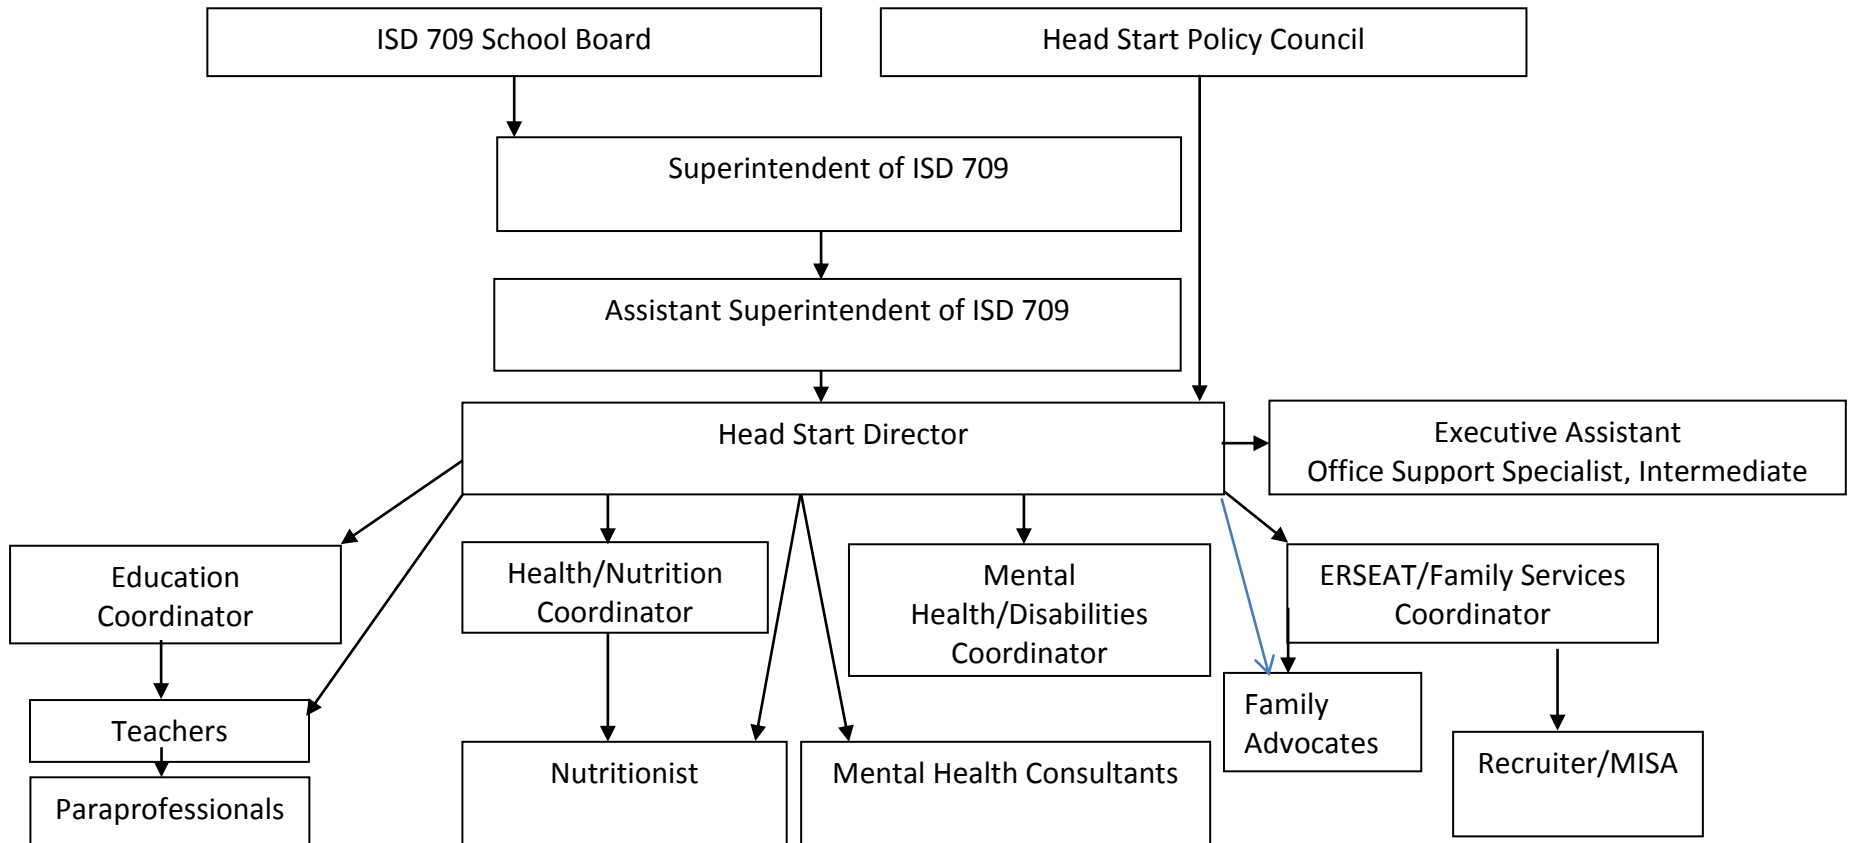 ISD 709 School Board
Head Start Policy Council
Superintendent of ISD 709
Assistant Superintendent of ISD 709
Head Start Director
Executive Assistant
Office Support Specialist, Intermediate
Education
Coordinator
Health/Nutrition
Coordinator
Mental
Health/Disabilities
Coordinator
ERSEAT/Family Services
Coordinator
Teachers
Paraprofessionals
Nutritionist
Mental Health Consultants
Family
Advocates
Recruiter/MISA